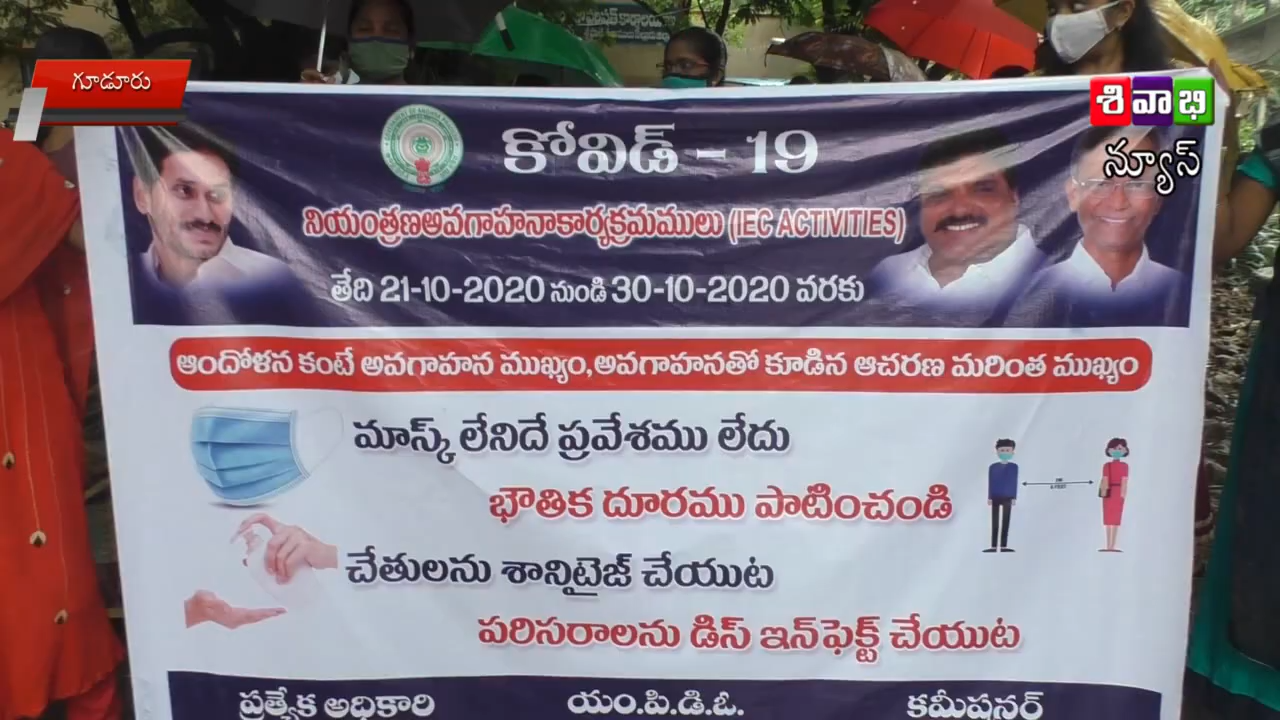 గూడూరు
శివాభి
న్యూస్
కోవిడ్ - 19
నియంత్రణఅవగాహనాకార్యక్రమములు (IEC ACTIVITIES)
తేది 21-10-2020 నుండి 30-10-2020 వరకు
ఆందోళన కంటే అవగాహన ముఖ్యం,అవగాహనతో కూడిన ఆచరణ మరింత ముఖ్యం
మాస్క్ లేనిదే ప్రవేశము లేదు
భౌతిక దూరము పాటించండి
చేతులను శానిటైజ్ చేయుట
పరిసరాలను డిస్ ఇన్‌ఫెక్ట్ చేయుట
ప్రత్యేక అధికారి యం.పి.డి.ఓ. కమీషనర్